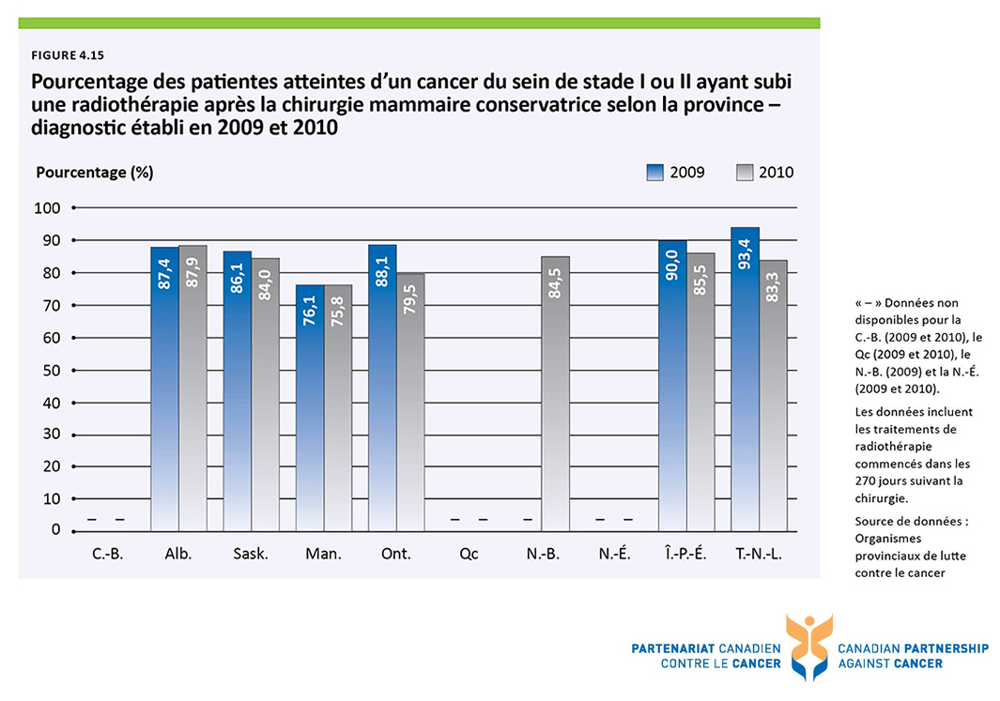 FIGURE 4.15
Pourcentage des patientes atteintes d’un cancer du sein de stade I ou II ayant subi
une radiothérapie après la chirurgie mammaire conservatrice selon la province –
diagnostic établi en 2009 et 2010
Pourcentage (%)
2009
2010
100
90
80
70
60
50
40
30
20
10
0
– –
87,4
87,9
86,1
84,0
76,1
75,8
88,1
79,5
– –
–
84,5
– –
90,0
85,5
93,4
83,3
C.-B.
Alb.
Sask.
Man.
Ont.
Qc
N.-B.
N.-É.
Î.-P.-É.
T.-N.-L.
« – » Données non
disponibles pour la
C.-B. (2009 et 2010), le
Qc (2009 et 2010), le
N.-B. (2009) et la N.-É.
(2009 et 2010).
Les données incluent
les traitements de
radiothérapie
commencés dans les
270 jours suivant la
chirurgie.
Source de données :
Organismes
provinciaux de lutte
contre le cancer
PARTENARIAT CANADIEN
CONTRE LE CANCER
CANADIAN PARTNERSHIP
AGAINST CANCER